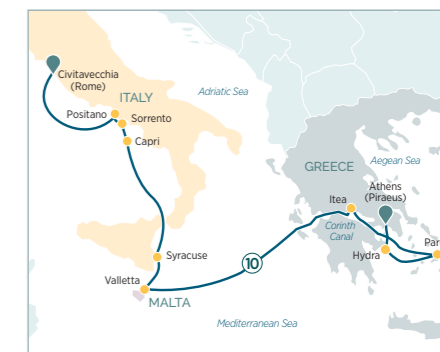 Civitavecchia
(Rome)
ITALY
Adriatic Sea
Positano
Sorrento
Capri
GREECE
Aegean Sea
Itea
Athens
(Piraeus)
Corinth
Canal
Hydra
Syracuse
10
Valletta
MALTA
Mediterranean Sea